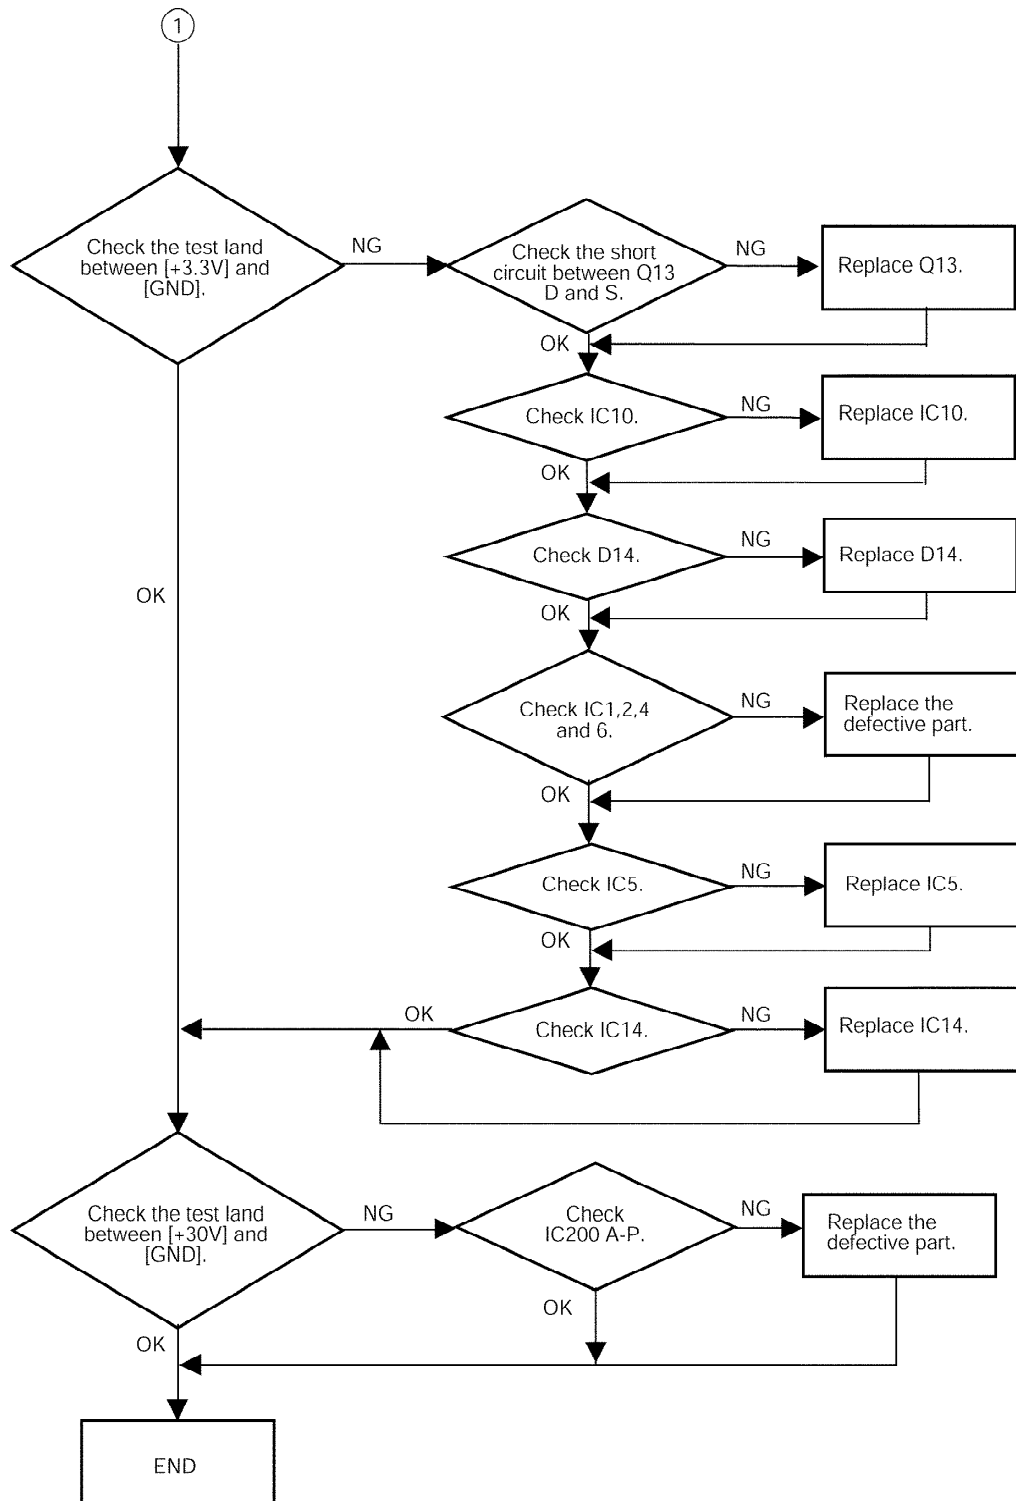 1
Check the test land
between [+3.3V] and
[GND].
NG
Check the short
circuit between Q13
D and S.
NG
Replace Q13.
OK
Check IC10.
NG
Replace IC10.
OK
Check D14.
NG
Replace D14.
OK
OK
Check IC1,2,4
and 6.
NG
Replace the
defective part.
OK
Check IC5.
NG
Replace IC5.
OK
OK
Check IC14.
NG
Replace IC14.
Check the test land
between [+30V] and
[GND].
NG
Check
IC200 A-P.
NG
Replace the
defective part.
OK
OK
END